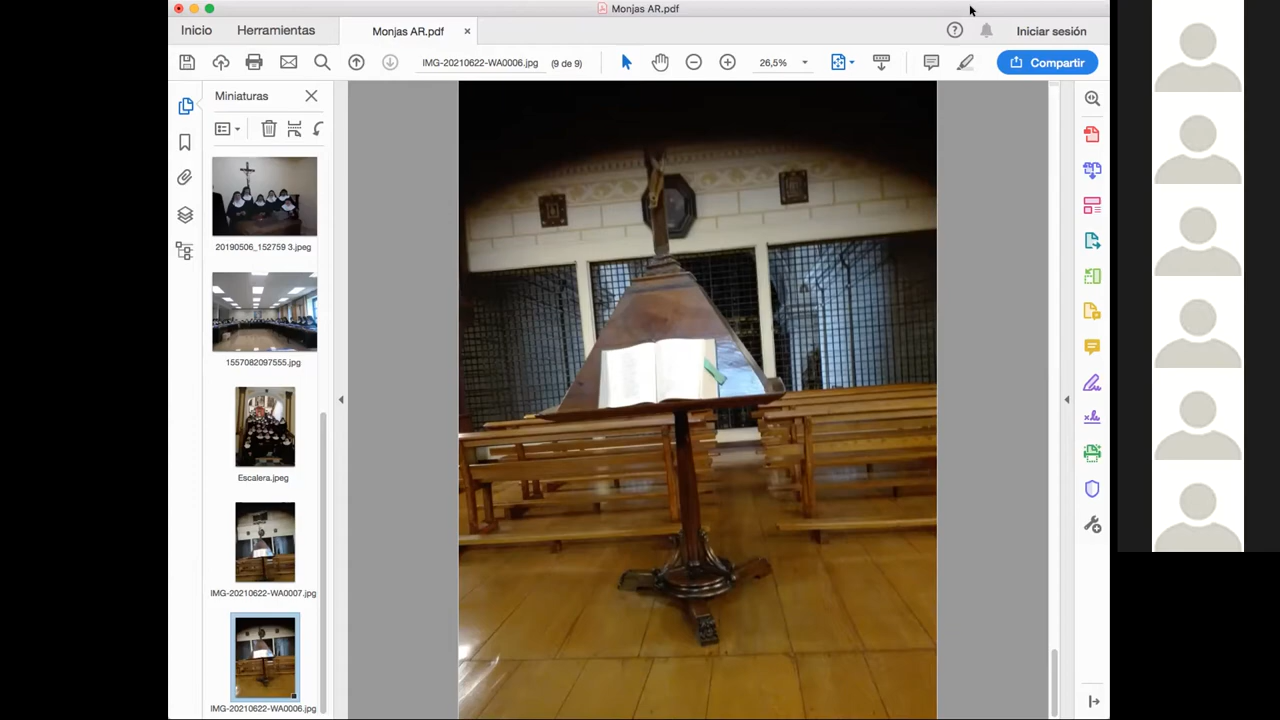 Monjas AR.pdf
Inicio
Herramientas
Monjas AR.pdf
Iniciar sesión
IMG-20210622-WA0006.jpg
(9 de 9)
26,5%
Compartir
Miniaturas
20190506_152759 3.jpeg
1557082097555.jpg
Escalera.jpeg
IMG-20210622-WA0007.jpg
IMG-20210622-WA0006.jpg